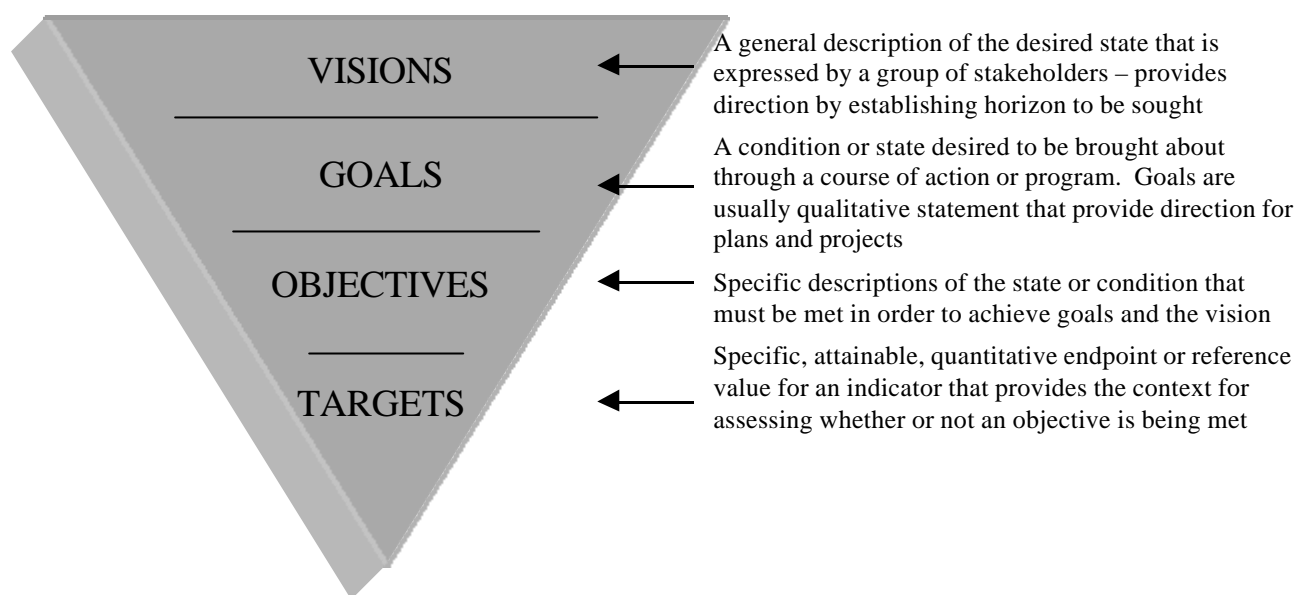 VISIONS
A general description of the desired state that is
expressed by a group of stakeholders – provides
direction by establishing horizon to be sought
GOALS
A condition or state desired to be brought about
through a course of action or program.  Goals are
usually qualitative statement that provide direction for
plans and projects
OBJECTIVES
Specific descriptions of the state or condition that
must be met in order to achieve goals and the vision
TARGETS
Specific, attainable, quantitative endpoint or reference
value for an indicator that provides the context for
assessing whether or not an objective is being met